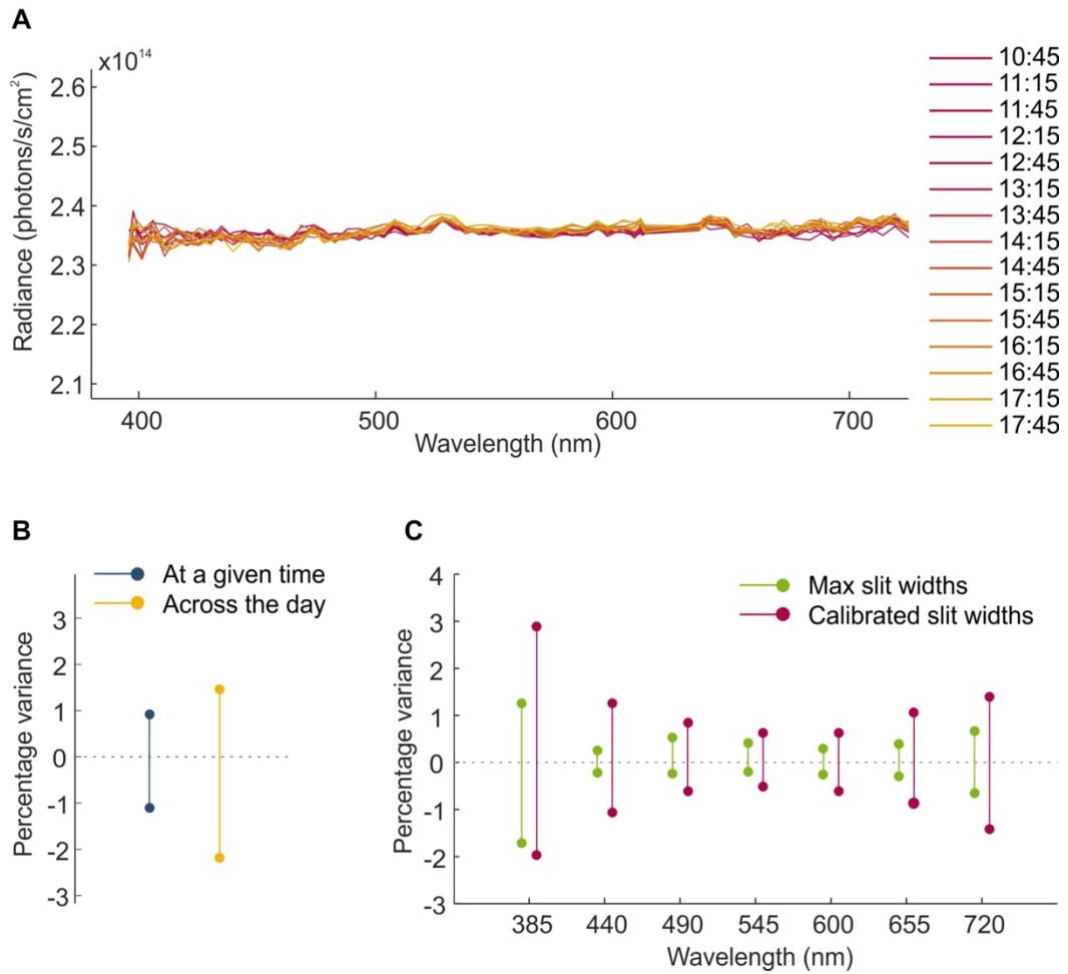 A
x10¹⁴
2.6
2.5
2.4
2.3
2.2
2.1
Radiance (photons/s/cm²)
400 500 600 700
Wavelength (nm)
10:45
11:15
11:45
12:15
12:45
13:15
13:45
14:15
14:45
15:15
15:45
16:15
16:45
17:15
17:45
B
At a given time
Across the day
3
2
1
0
-1
-2
-3
Percentage variance
C
Max slit widths
Calibrated slit widths
4
3
2
1
0
-1
-2
-3
Percentage variance
385 440 490 545 600 655 720
Wavelength (nm)